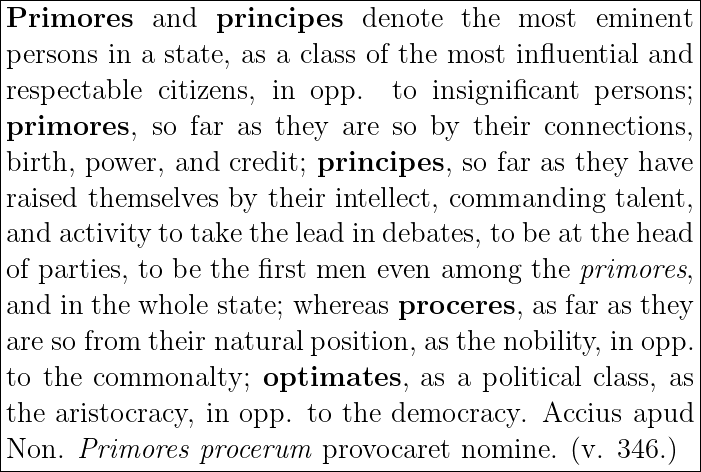 Primores and principes denote the most eminent
persons in a state, as a class of the most influential and
respectable citizens, in opp. to insignificant persons;
primores, so far as they are so by their connections,
birth, power, and credit; principes, so far as they have
raised themselves by their intellect, commanding talent,
and activity to take the lead in debates, to be at the head
of parties, to be the first men even among the primores,
and in the whole state; whereas proceres, as far as they
are so from their natural position, as the nobility, in opp.
to the commonalty; optimates, as a political class, as
the aristocracy, in opp. to the democracy. Accius apud
Non. Primores procerum provocaret nomine. (v. 346.)